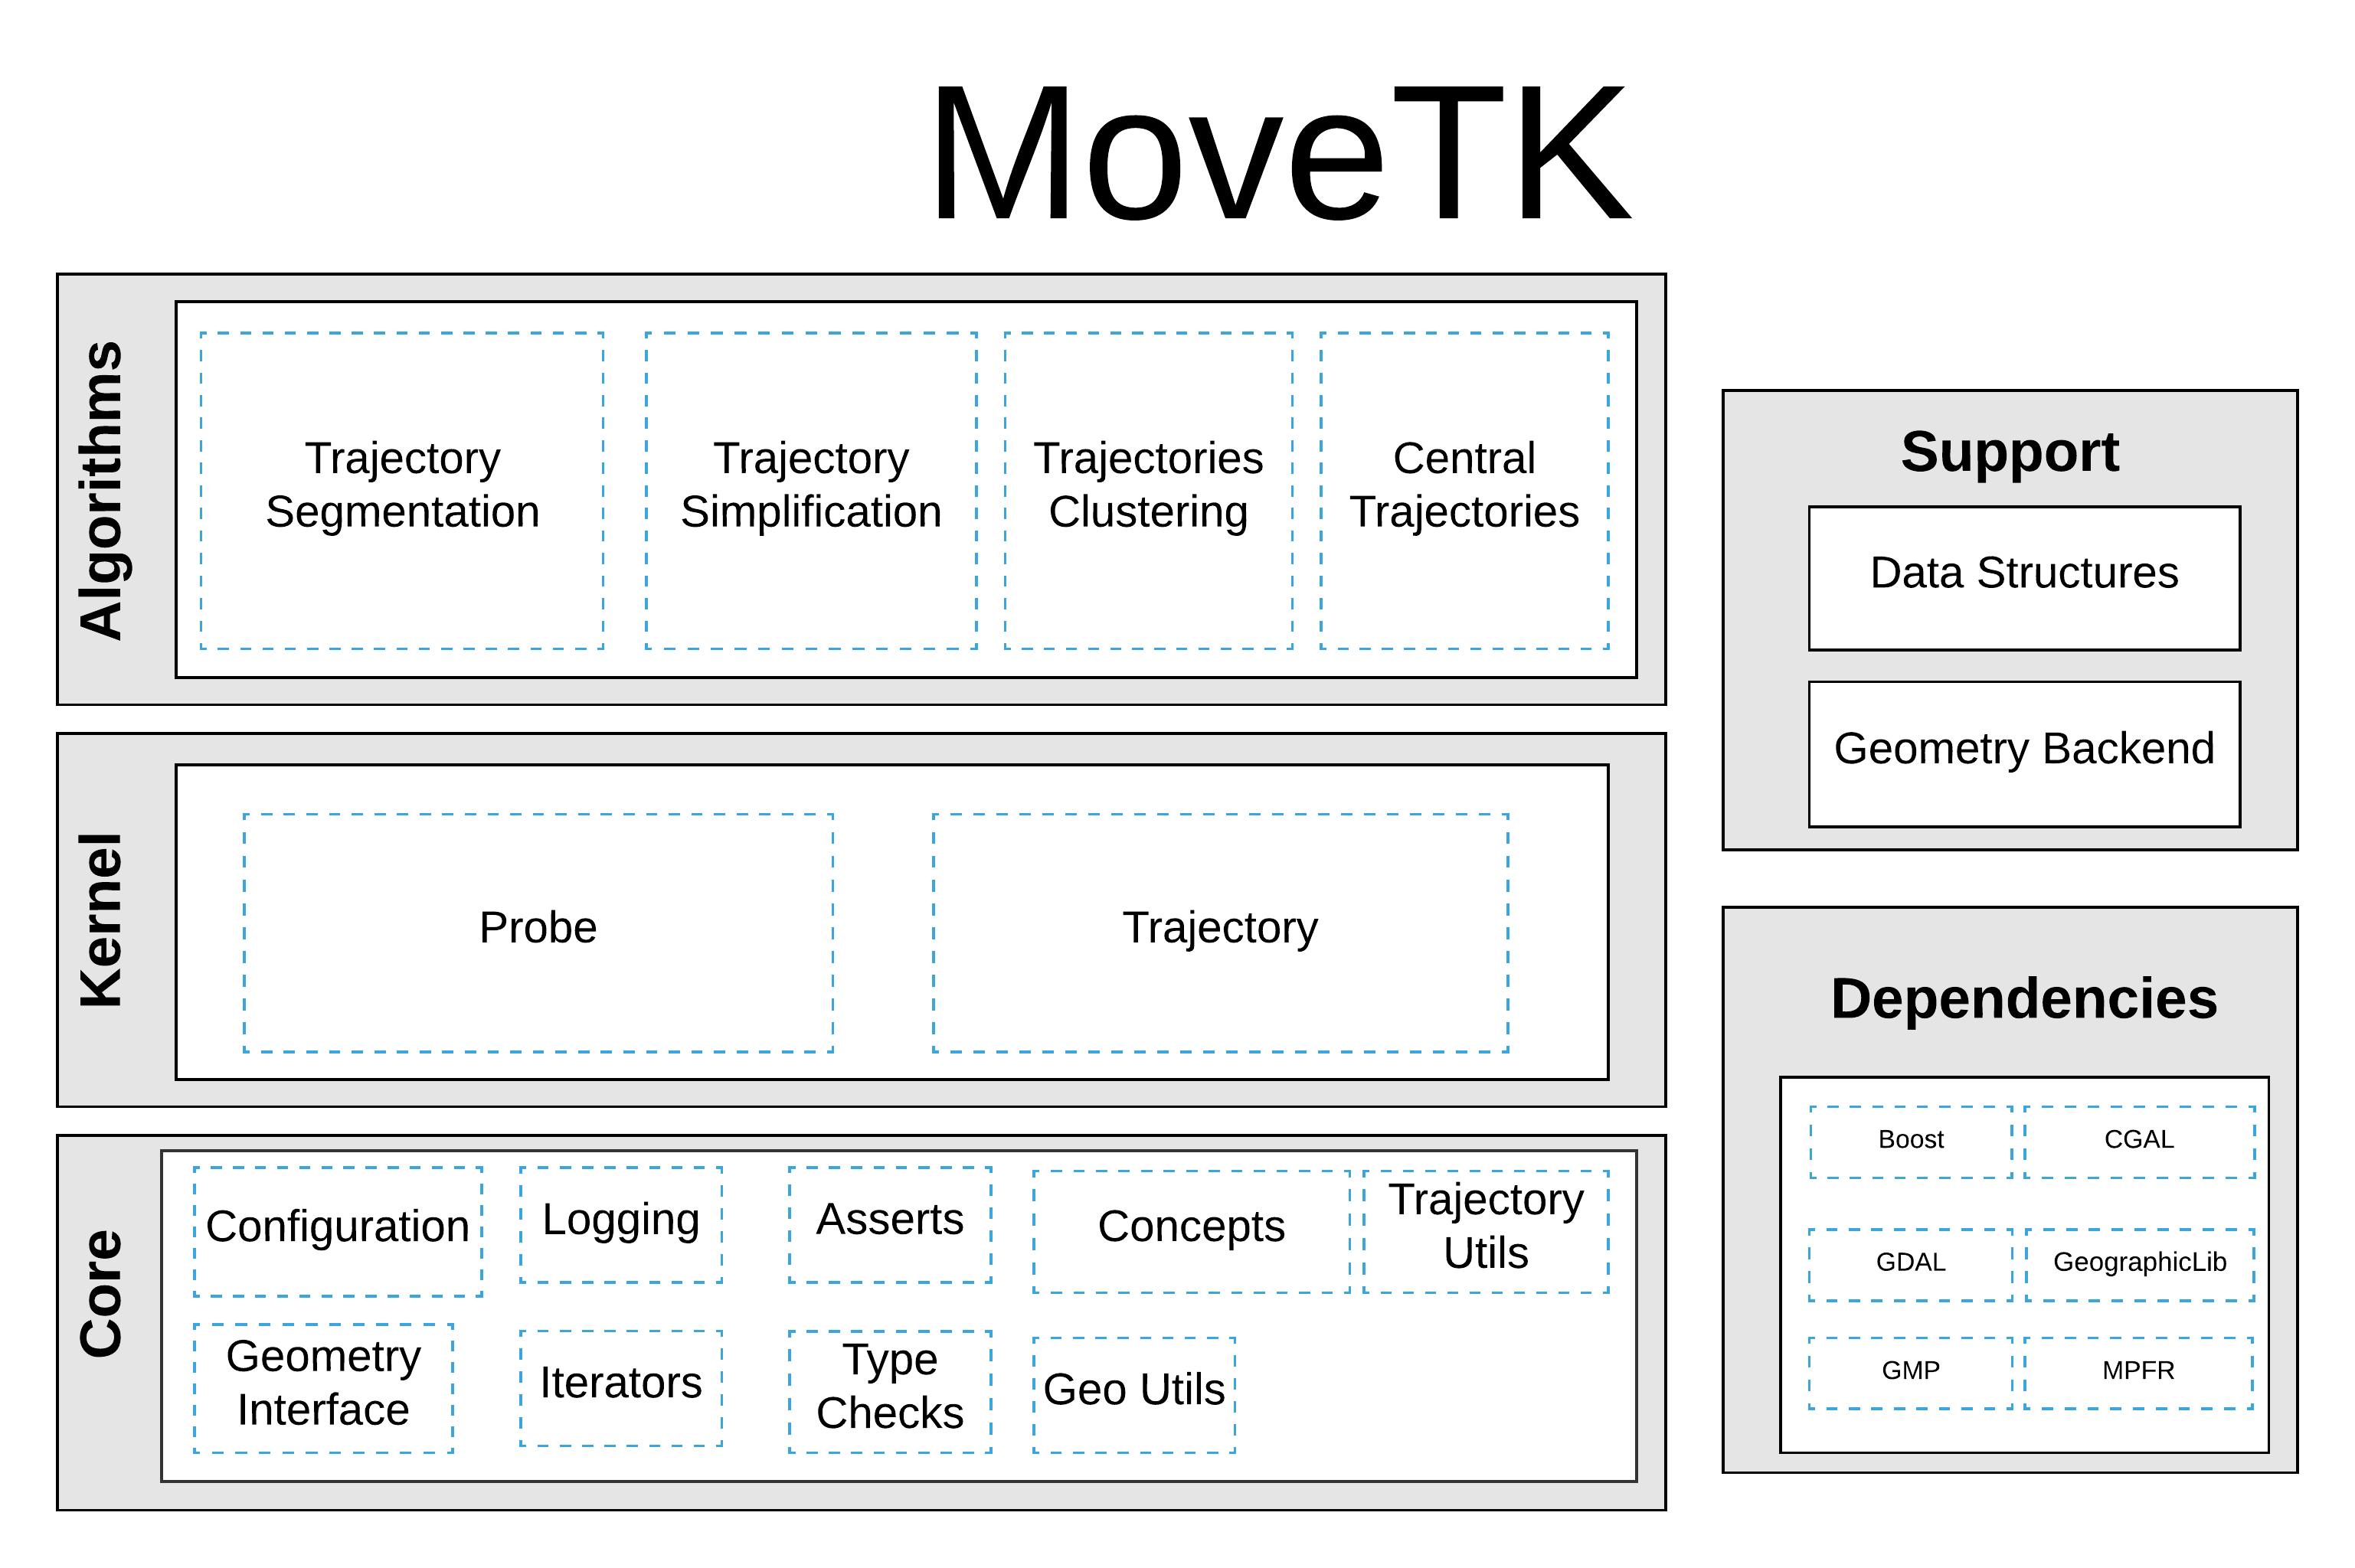 MoveTK
Algorithms
Trajectory
Segmentation
Trajectory
Simplification
Trajectories
Clustering
Central
Trajectories
Kernel
Probe
Trajectory
Core
Configuration
Logging
Asserts
Concepts
Trajectory
Utils
Geometry
Interface
Iterators
Type
Checks
Geo Utils
Support
Data Structures
Geometry Backend
Dependencies
Boost
CGAL
GDAL
GeographicLib
GMP
MPFR